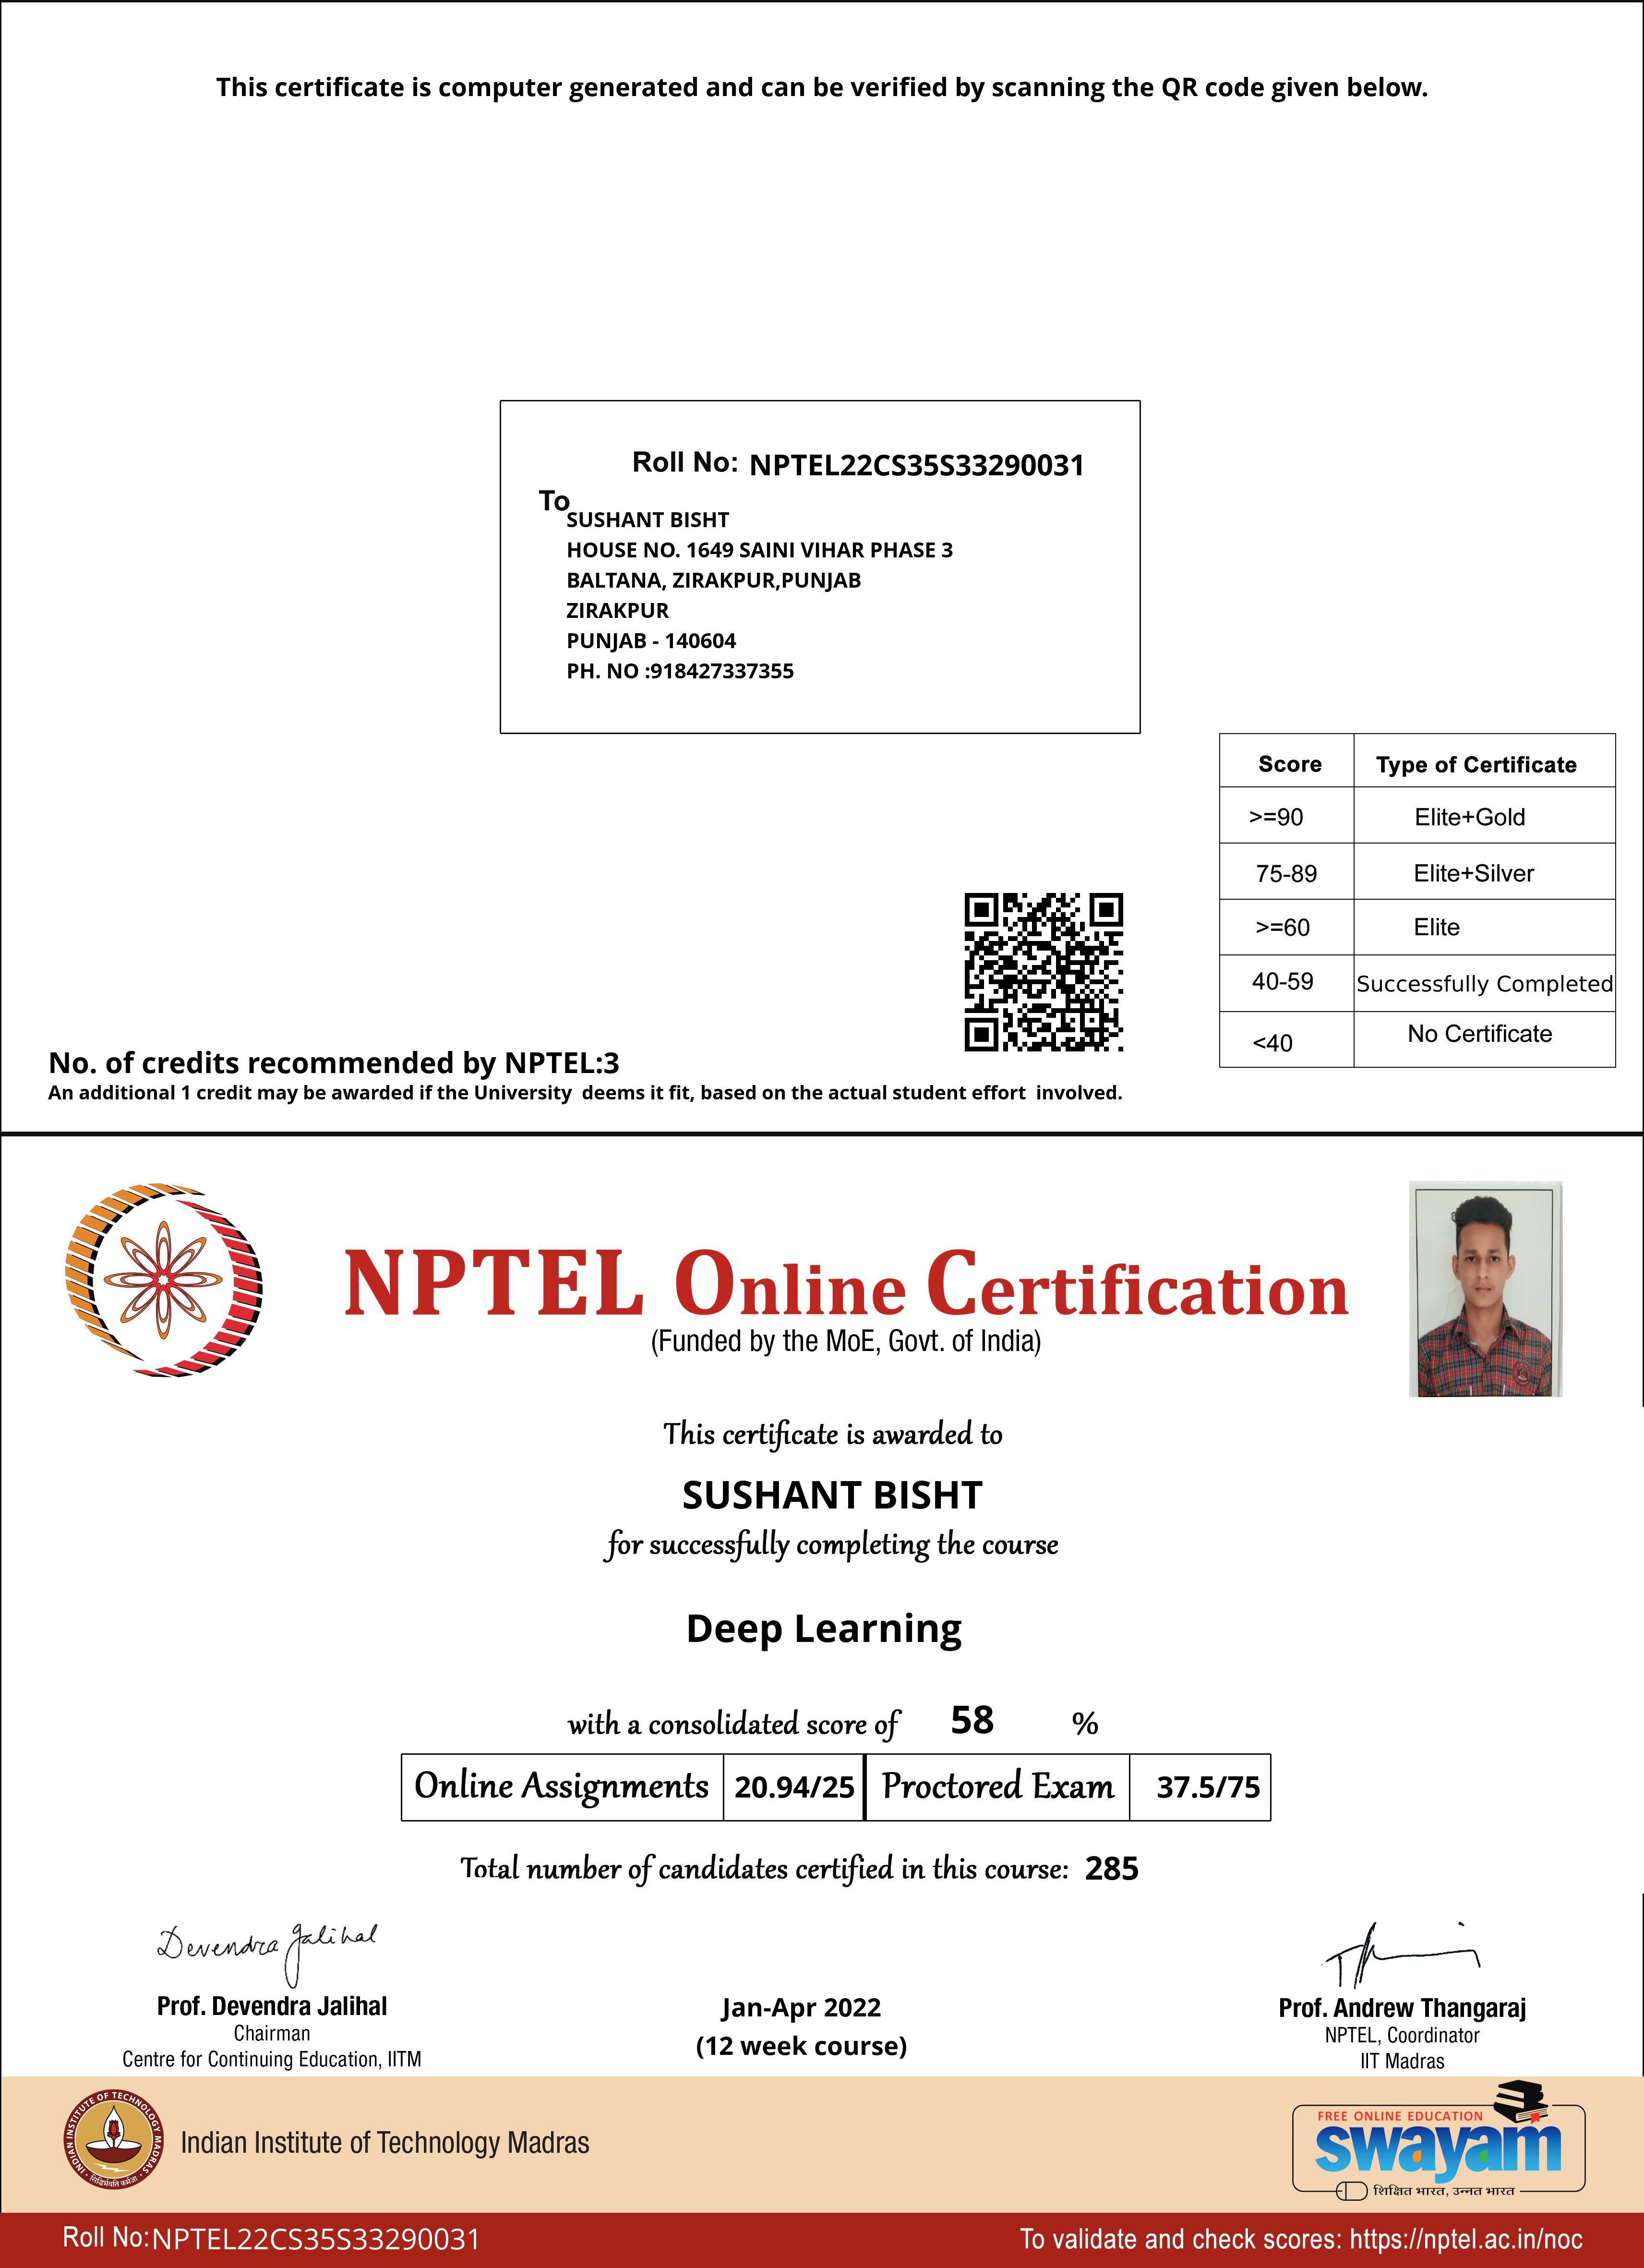 This certificate is computer generated and can be verified by scanning the QR code given below.
Roll No: NPTEL22CS35S33290031
To
SUSHANT BISHT
HOUSE NO. 1649 SAINI VIHAR PHASE 3
BALTANA, ZIRAKPUR,PUNJAB
ZIRAKPUR
PUNJAB - 140604
PH. NO :918427337355
Score Type of Certificate
>=90 Elite+Gold
75-89 Elite+Silver
>=60 Elite
40-59 Successfully Completed
<40 No Certificate
No. of credits recommended by NPTEL:3
An additional 1 credit may be awarded if the University deems it fit, based on the actual student effort involved.
NPTEL Online Certification
(Funded by the MoE, Govt. of India)
This certificate is awarded to
SUSHANT BISHT
for successfully completing the course
Deep Learning
with a consolidated score of 58 %
Online Assignments 20.94/25 Proctored Exam 37.5/75
Total number of candidates certified in this course: 285
Devendra Jalihal
Prof. Devendra Jalihal
Chairman
Centre for Continuing Education, IITM
Jan-Apr 2022
(12 week course)
Prof. Andrew Thangaraj
NPTEL, Coordinator
IIT Madras
INDIAN INSTITUTE OF TECHNOLOGY MADRAS
सिद्धिर्भवति कर्मजा
Indian Institute of Technology Madras
FREE ONLINE EDUCATION
swayam
शिक्षित भारत, उन्नत भारत
Roll No:NPTEL22CS35S33290031
To validate and check scores: https://nptel.ac.in/noc